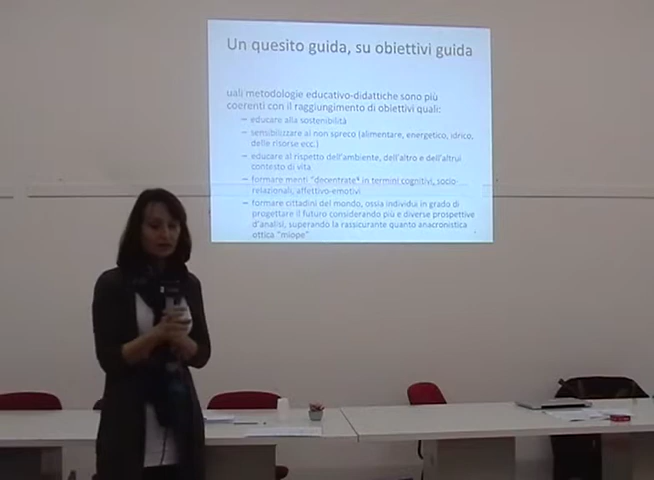 Un quesito guida, su obiettivi guida
uali metodologie educativo-didattiche sono più
coerenti con il raggiungimento di obiettivi quali:
– educare alla sostenibilità
– sensibilizzare al non spreco (alimentare, energetico, idrico,
delle risorse ecc.)
– educare al rispetto dell'ambiente, dell'altro e dell'altrui
contesto di vita
– formare menti "decentrate" in termini cognitivi, socio-
relazionali, affettivo-emotivi
– formare cittadini del mondo, ossia individui in grado di
progettare il futuro considerando più e diverse prospettive
d'analisi, superando la rassicurante quanto anacronistica
ottica "miope"